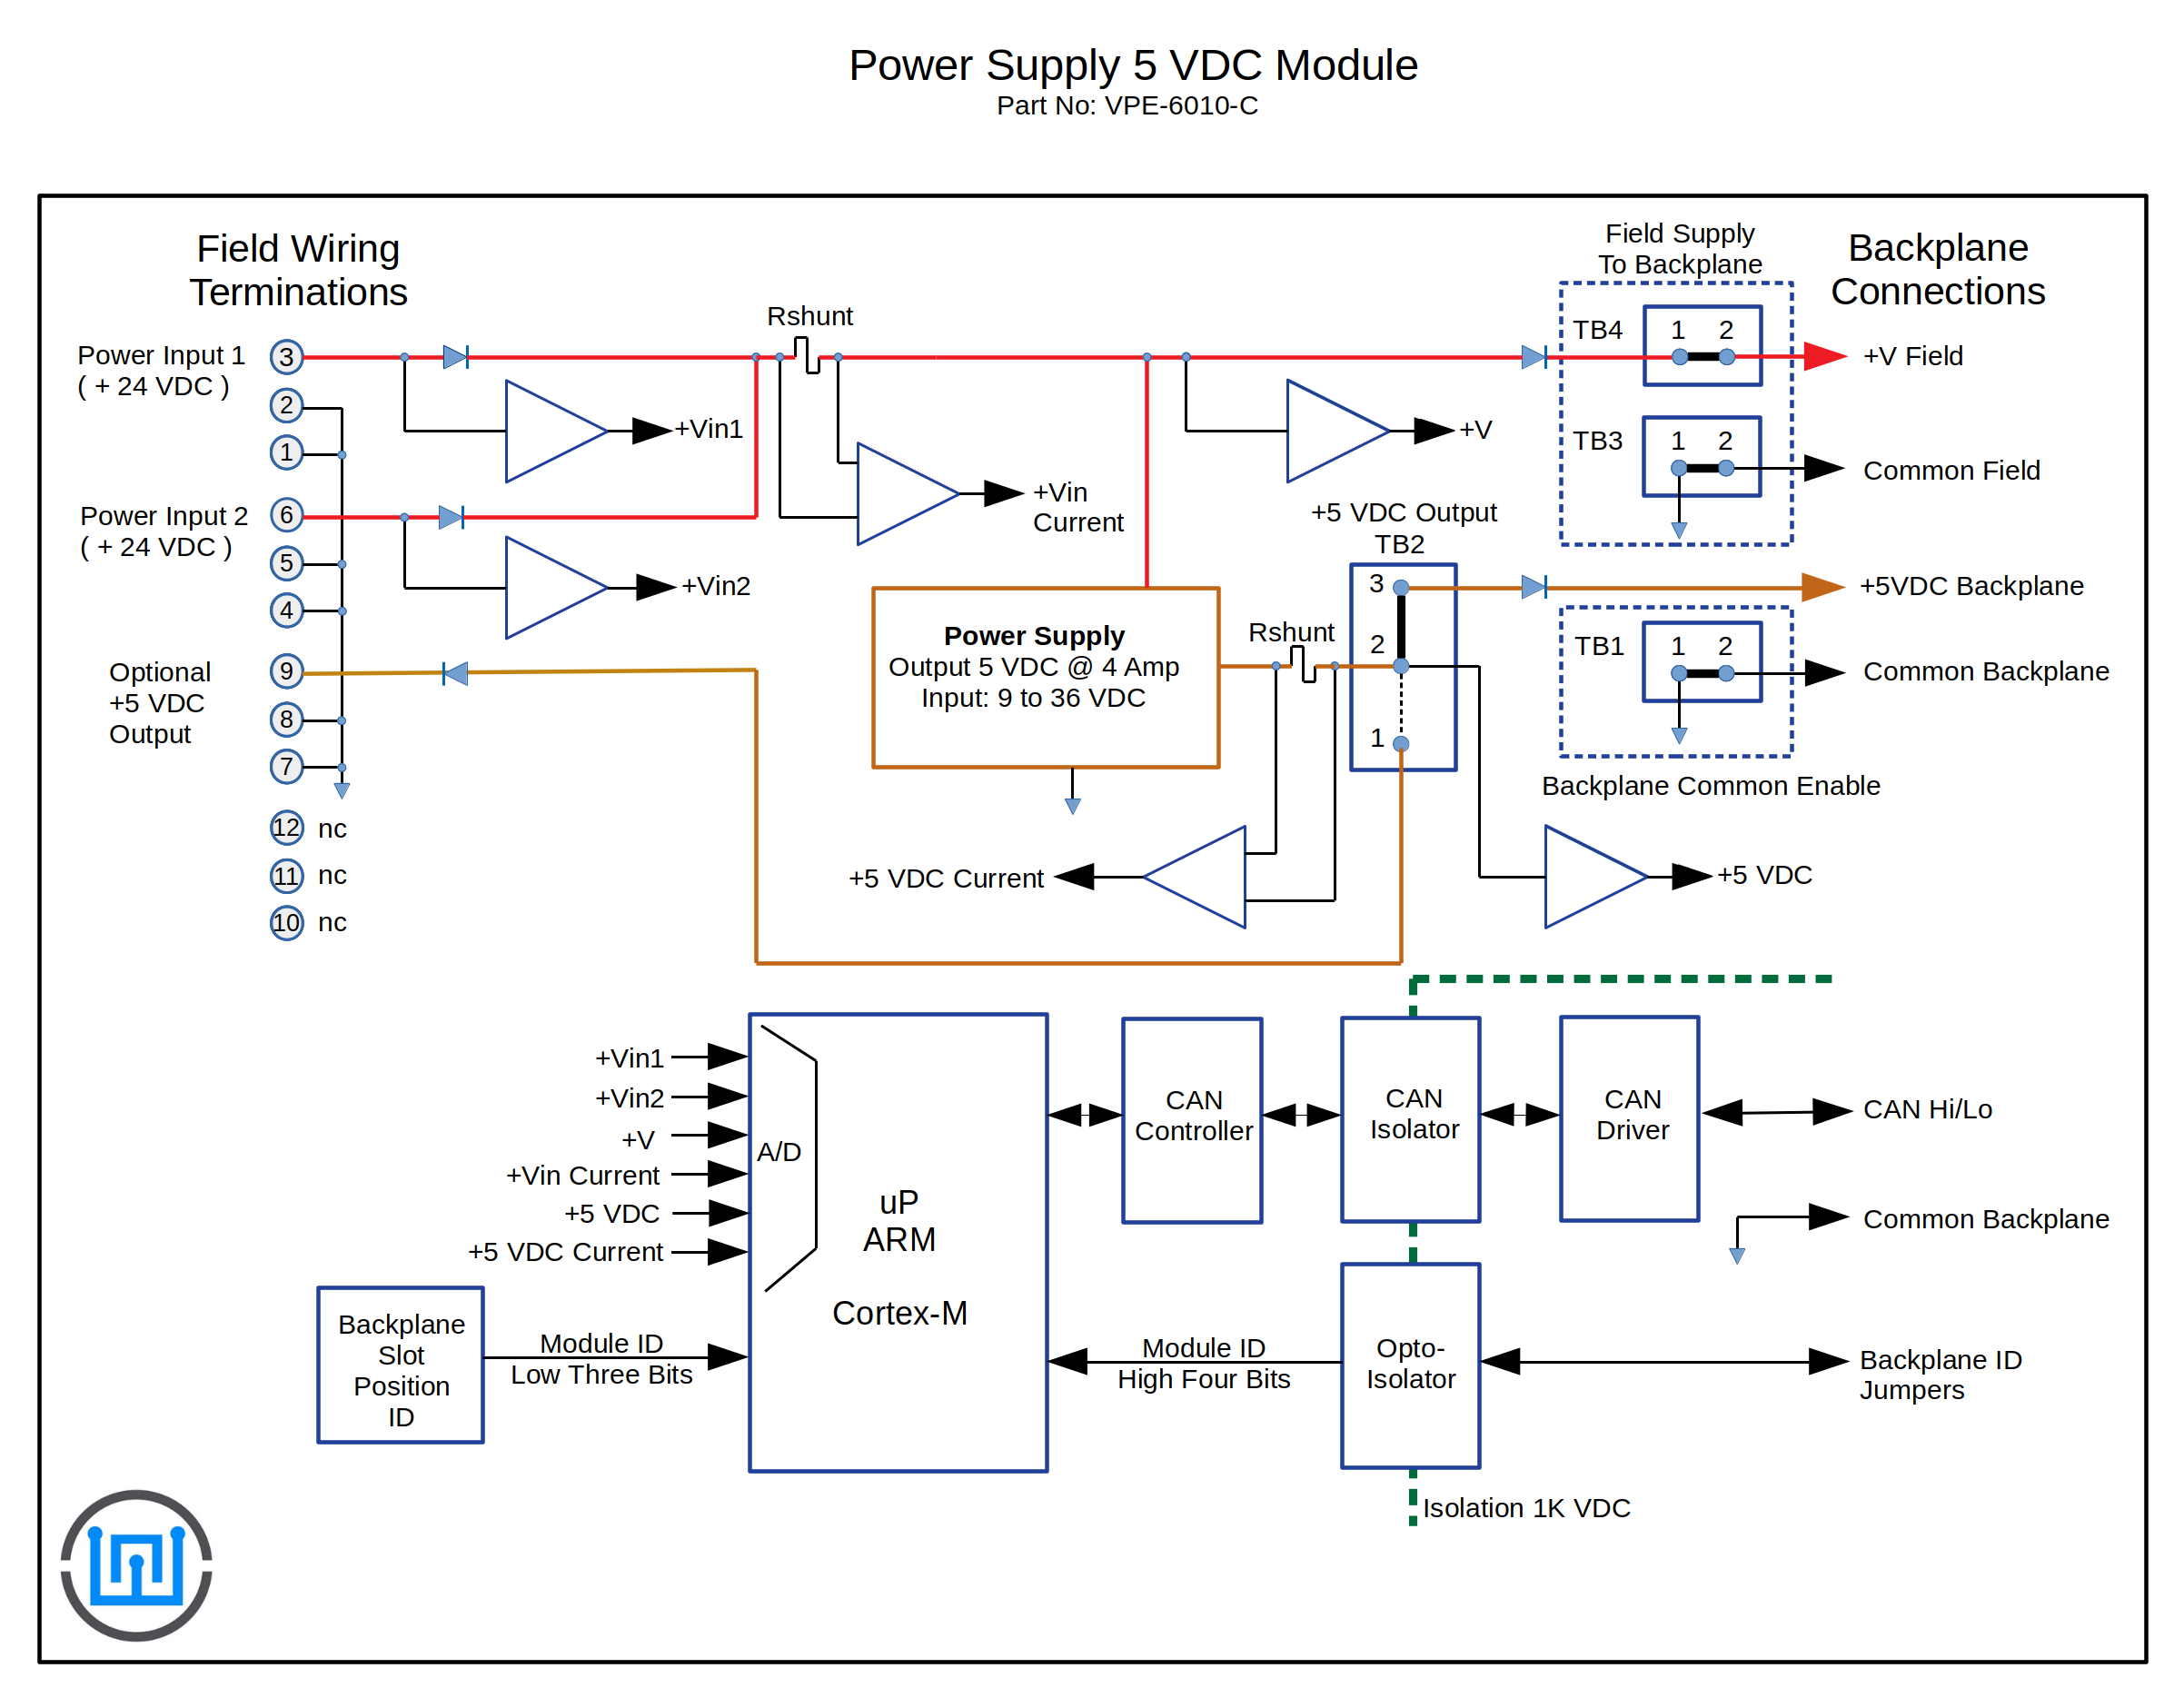 Power Supply 5 VDC Module
Part No: VPE-6010-C
Field Wiring
Terminations
Field Supply
To Backplane
Backplane
Connections
Power Input 1
( + 24 VDC )
3
2
1
Rshunt
TB4
1 2
+V Field
+Vin1
+V
TB3
1 2
Common Field
Power Input 2
( + 24 VDC )
6
5
4
+Vin
Current
+Vin2
+5 VDC Output
TB2
3
2
1
+5VDC Backplane
Power Supply
Output 5 VDC @ 4 Amp
Input: 9 to 36 VDC
Rshunt
TB1
1 2
Common Backplane
Backplane Common Enable
Optional
+5 VDC
Output
9
8
7
12 nc
11 nc
10 nc
+5 VDC Current
+5 VDC
+Vin1
+Vin2
+V
+Vin Current
+5 VDC
+5 VDC Current
A/D
uP
ARM
Cortex-M
CAN
Controller
CAN
Isolator
CAN
Driver
CAN Hi/Lo
Common Backplane
Backplane
Slot
Position
ID
Module ID
Low Three Bits
Module ID
High Four Bits
Opto-
Isolator
Backplane ID
Jumpers
Isolation 1K VDC